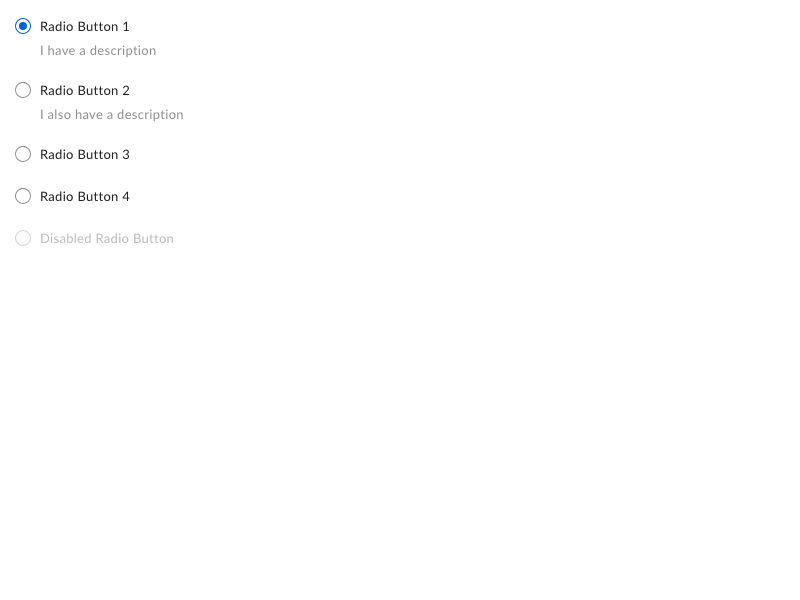 Radio Button 1
I have a description
Radio Button 2
I also have a description
Radio Button 3
Radio Button 4
Disabled Radio Button